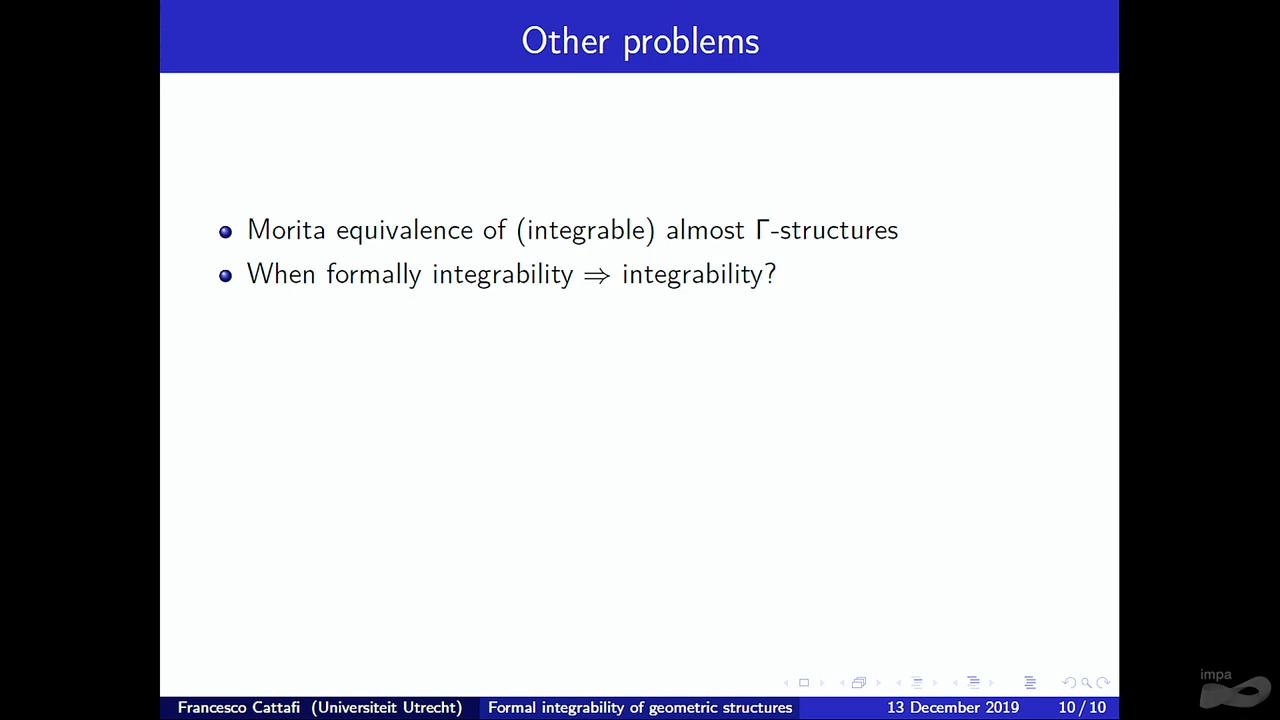 Other problems
Morita equivalence of (integrable) almost Γ-structures
When formally integrability ⇒ integrability?
impa
Francesco Cattafi (Universiteit Utrecht) Formal integrability of geometric structures 13 December 2019 10 / 10